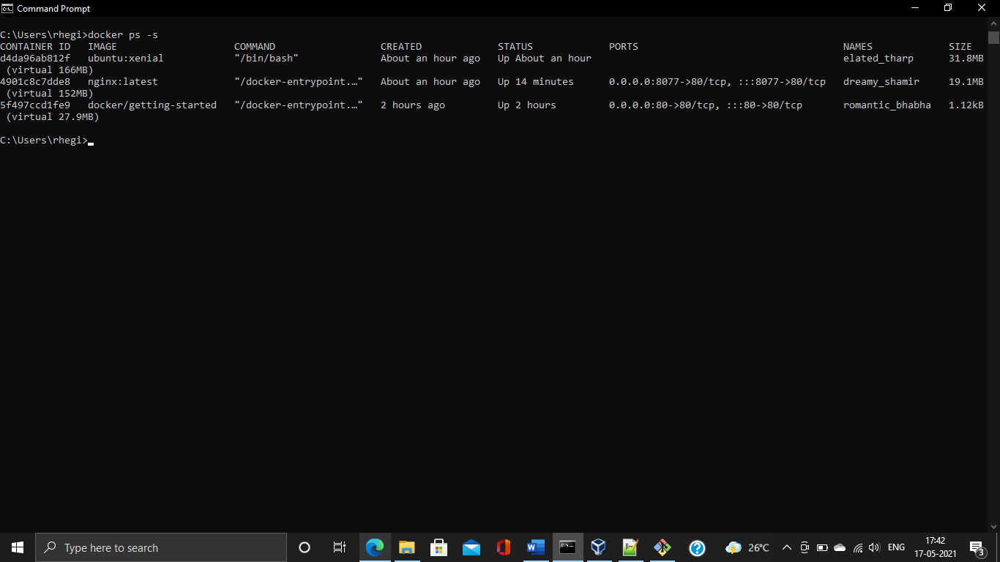 Command Prompt
C:\Users\rhegi>docker ps -s
CONTAINER ID   IMAGE                    COMMAND                  CREATED             STATUS             PORTS                                   NAMES             SIZE
d4da96ab812f   ubuntu:xenial            "/bin/bash"              About an hour ago   Up About an hour                                           elated_tharp      31.8MB
 (virtual 166MB)
4901c8c7dde8   nginx:latest             "/docker-entrypoint.…"   About an hour ago   Up 14 minutes      0.0.0.0:8077->80/tcp, :::8077->80/tcp   dreamy_shamir     19.1MB
 (virtual 152MB)
5f497ccd1fe9   docker/getting-started   "/docker-entrypoint.…"   2 hours ago         Up 2 hours         0.0.0.0:80->80/tcp, :::80->80/tcp       romantic_bhabha   1.12kB
 (virtual 27.9MB)
C:\Users\rhegi>
Type here to search
26°C
ENG
17:42
17-05-2021
3